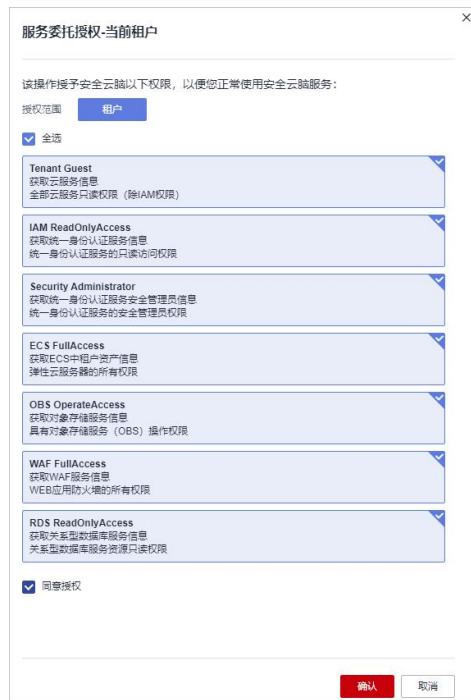 服务委托授权-当前租户
该操作授予安全云脑以下权限，以便您正常使用安全云脑服务：
授权范围 租户
全选
Tenant Guest
获取云服务信息
全部云服务只读权限（除IAM权限）
IAM ReadOnlyAccess
获取统一身份认证服务信息
统一身份认证服务的只读访问权限
Security Administrator
获取统一身份认证服务安全管理员信息
统一身份认证服务的安全管理员权限
ECS FullAccess
获取ECS中租户资产信息
弹性云服务器的所有权限
OBS OperateAccess
获取对象存储服务信息
具有对象存储服务（OBS）操作权限
WAF FullAccess
获取WAF服务信息
WEB应用防火墙的所有权限
RDS ReadOnlyAccess
获取关系型数据库服务信息
关系型数据库服务资源只读权限
同意授权
确认 取消